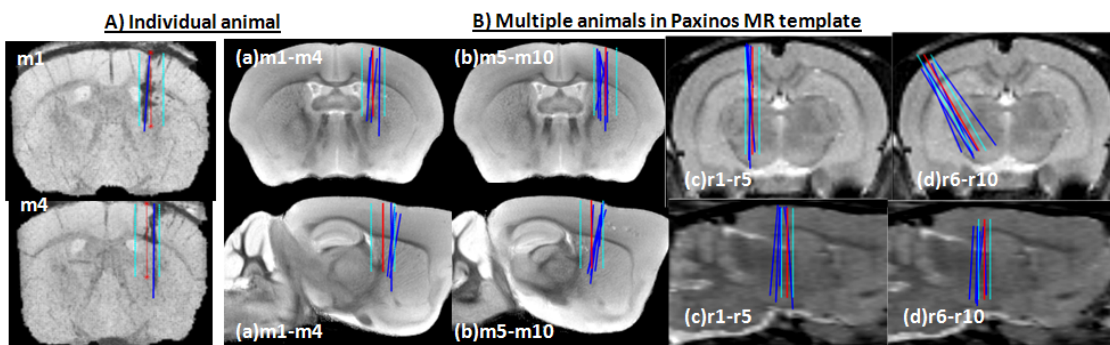 A) Individual animal
B) Multiple animals in Paxinos MR template
m1
(a)m1-m4
(b)m5-m10
(c)r1-r5
(d)r6-r10
m4
(a)m1-m4
(b)m5-m10
(c)r1-r5
(d)r6-r10